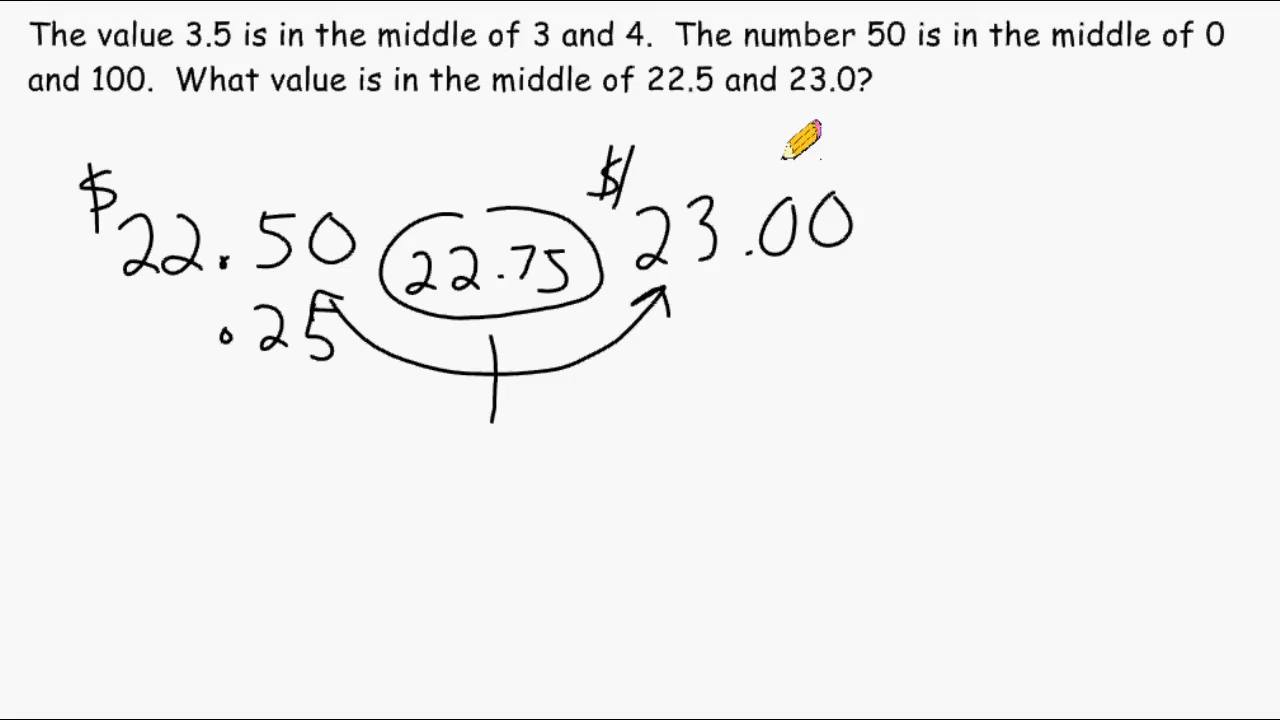 The value 3.5 is in the middle of 3 and 4. The number 50 is in the middle of 0
and 100. What value is in the middle of 22.5 and 23.0?
$22.50 22.75 $23.00
.25